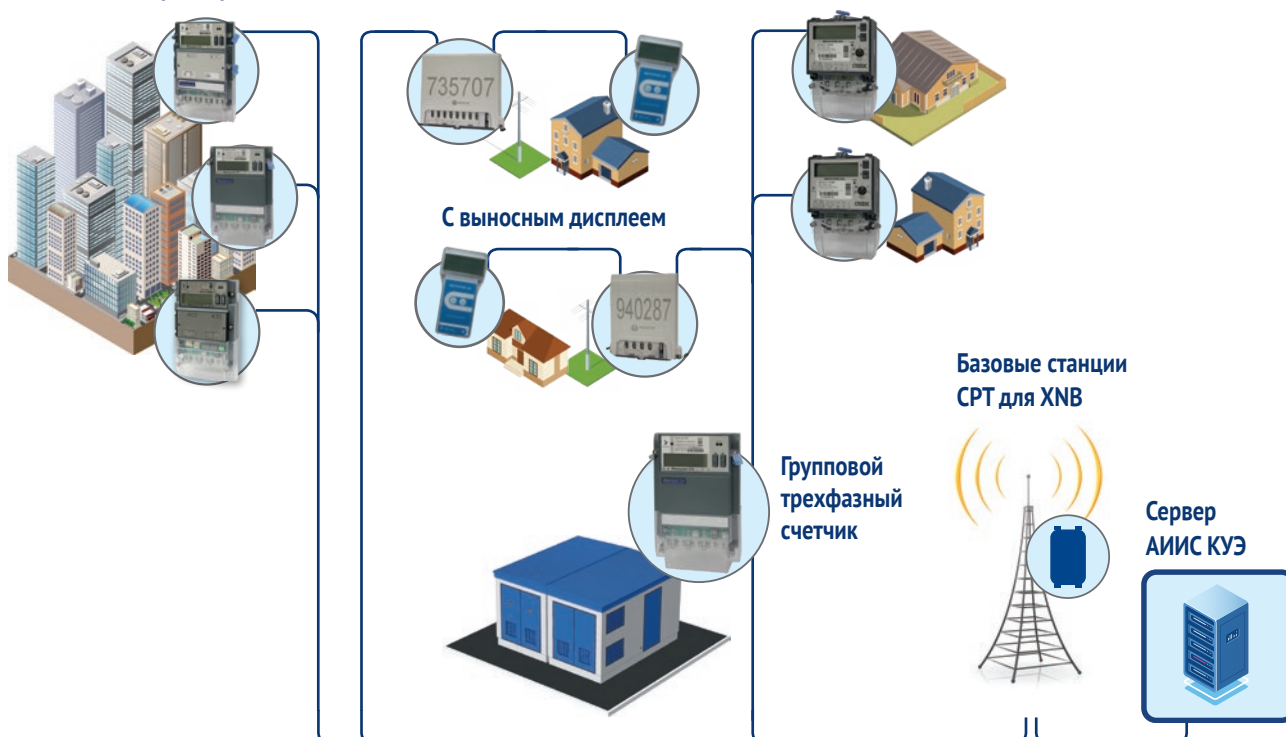 735707
С выносным дисплеем
940287
Базовые станции
СРТ для XNB
Групповой
трехфазный
счетчик
Сервер
АИИС КУЭ